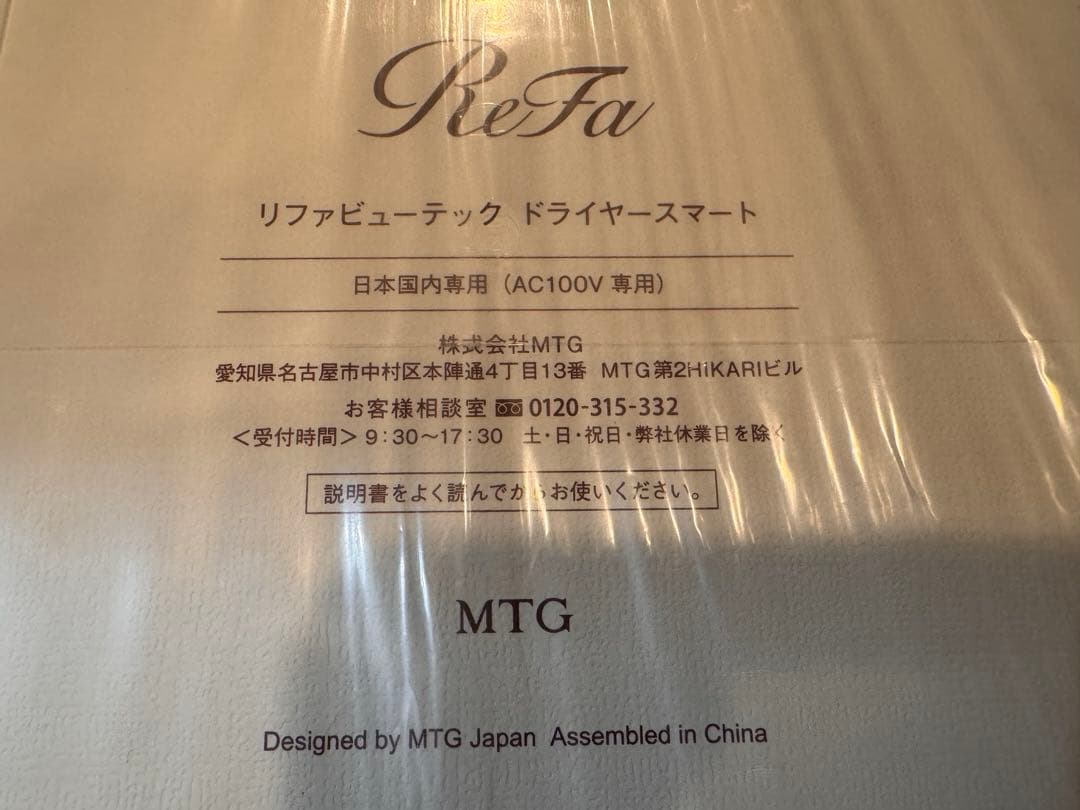 ReFa
リファビューテック ドライヤースマート
日本国内専用（AC100V 専用）
株式会社MTG
愛知県名古屋市中村区本陣通4丁目13番 MTG第2HiKARIビル
お客様相談室 0120-315-332
＜受付時間＞9:30〜17:30 土・日・祝日・弊社休業日を除く
説明書をよく読んでからお使いください。
MTG
Designed by MTG Japan Assembled in China